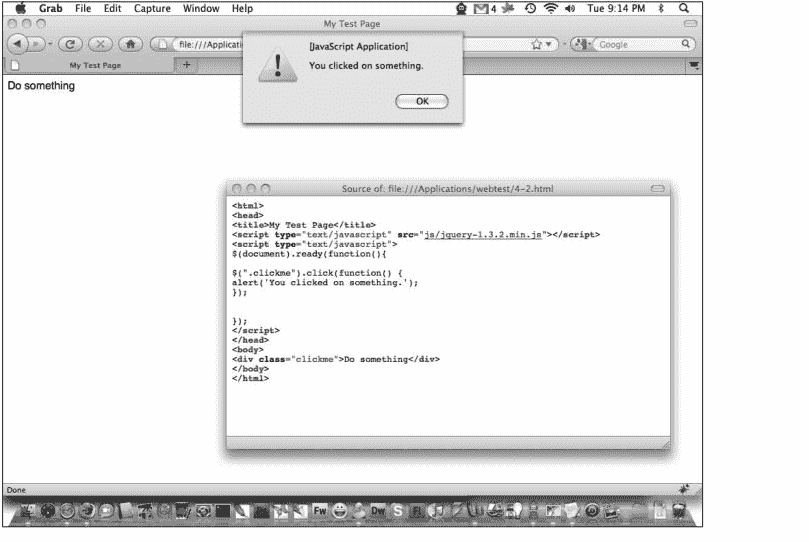 Grab File Edit Capture Window Help 4 Tue 9:14 PM
My Test Page
file:///Applicati
Google
My Test Page +
[JavaScript Application]
You clicked on something.
OK
Do something
Source of: file:///Applications/webtest/4-2.html
<html>
<head>
<title>My Test Page</title>
<script type="text/javascript" src="js/jquery-1.3.2.min.js"></script>
<script type="text/javascript">
$(document).ready(function(){
$(".clickme").click(function() {
alert('You clicked on something.');
});
});
</script>
</head>
<body>
<div class="clickme">Do something</div>
</body>
</html>
Done
Fw Dw S FL